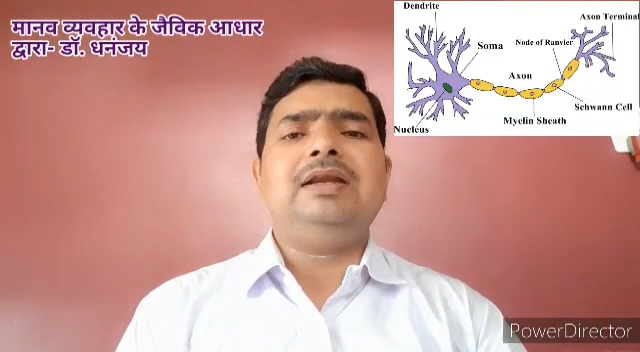 मानव व्यवहार के जैविक आधार
द्वारा- डॉ. धनंजय
Dendrite
Axon Terminal
Soma
Node of Ranvier
Axon
Schwann Cell
Myelin Sheath
Nucleus
PowerDirector